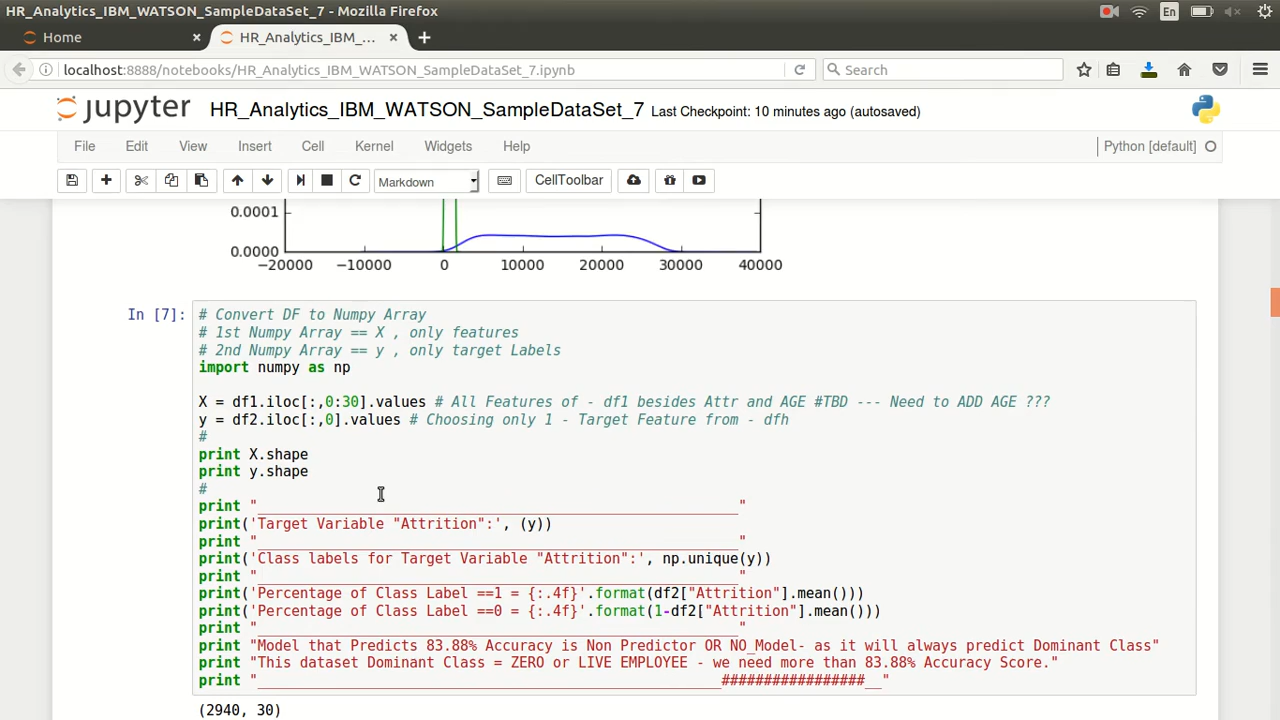 HR_Analytics_IBM_WATSON_SampleDataSet_7 - Mozilla Firefox
En
Home × HR_Analytics_IBM_... × +
localhost:8888/notebooks/HR_Analytics_IBM_WATSON_SampleDataSet_7.ipynb
Search
jupyter HR_Analytics_IBM_WATSON_SampleDataSet_7 Last Checkpoint: 10 minutes ago (autosaved)
File Edit View Insert Cell Kernel Widgets Help Python [default]
Markdown CellToolbar
0.0001
0.0000
−20000 −10000 0 10000 20000 30000 40000
In [7]:
# Convert DF to Numpy Array
# 1st Numpy Array == X , only features
# 2nd Numpy Array == y , only target Labels
import numpy as np
X = df1.iloc[:,0:30].values # All Features of - df1 besides Attr and AGE #TBD --- Need to ADD AGE ???
y = df2.iloc[:,0].values # Choosing only 1 - Target Feature from - dfh
#
print X.shape
print y.shape
#
print "_________________________________________________________"
print('Target Variable "Attrition":', (y))
print "_________________________________________________________"
print('Class labels for Target Variable "Attrition":', np.unique(y))
print "_________________________________________________________"
print('Percentage of Class Label ==1 = {:.4f}'.format(df2["Attrition"].mean()))
print('Percentage of Class Label ==0 = {:.4f}'.format(1-df2["Attrition"].mean()))
print "_________________________________________________________"
print "Model that Predicts 83.88% Accuracy is Non Predictor OR NO_Model- as it will always predict Dominant Class"
print "This dataset Dominant Class = ZERO or LIVE EMPLOYEE - we need more than 83.88% Accuracy Score."
print "_______________________________________________________#################__"
(2940, 30)